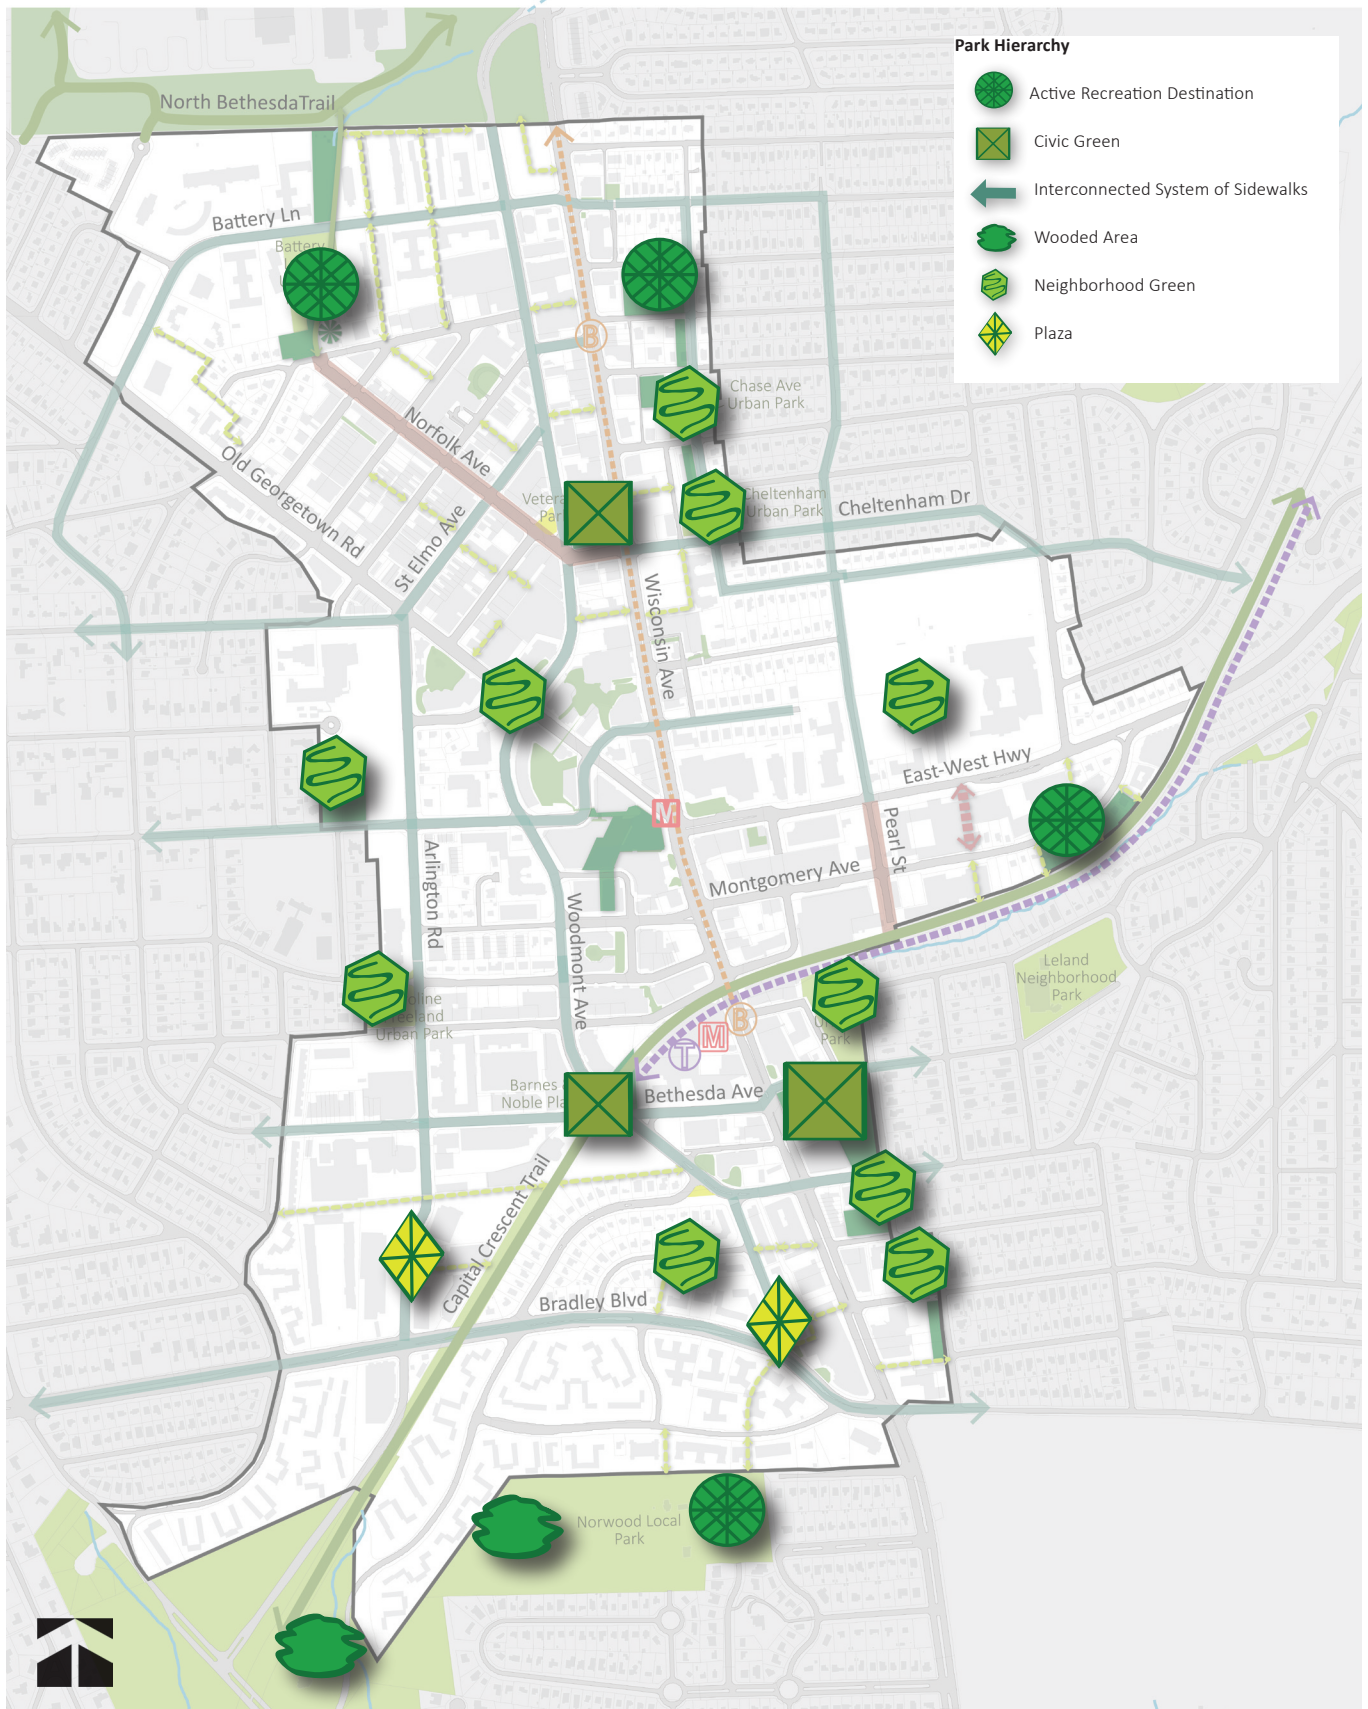 Park Hierarchy
Active Recreation Destination
Civic Green
Interconnected System of Sidewalks
Wooded Area
Neighborhood Green
Plaza
North BethesdaTrail
Battery Ln
Battery
B
Chase Ave
Urban Park
Norfolk Ave
Old Georgetown Rd
St Elmo Ave
Cheltenham
Urban Park
Cheltenham Dr
Wisconsin Ave
East-West Hwy
M
Pearl St
Montgomery Ave
Arlington Rd
Woodmont Ave
Leland
Neighborhood
Park
Urban Park
B
M
T
Park
Barnes
Noble
Bethesda Ave
Capital Crescent Trail
Bradley Blvd
Norwood Local
Park